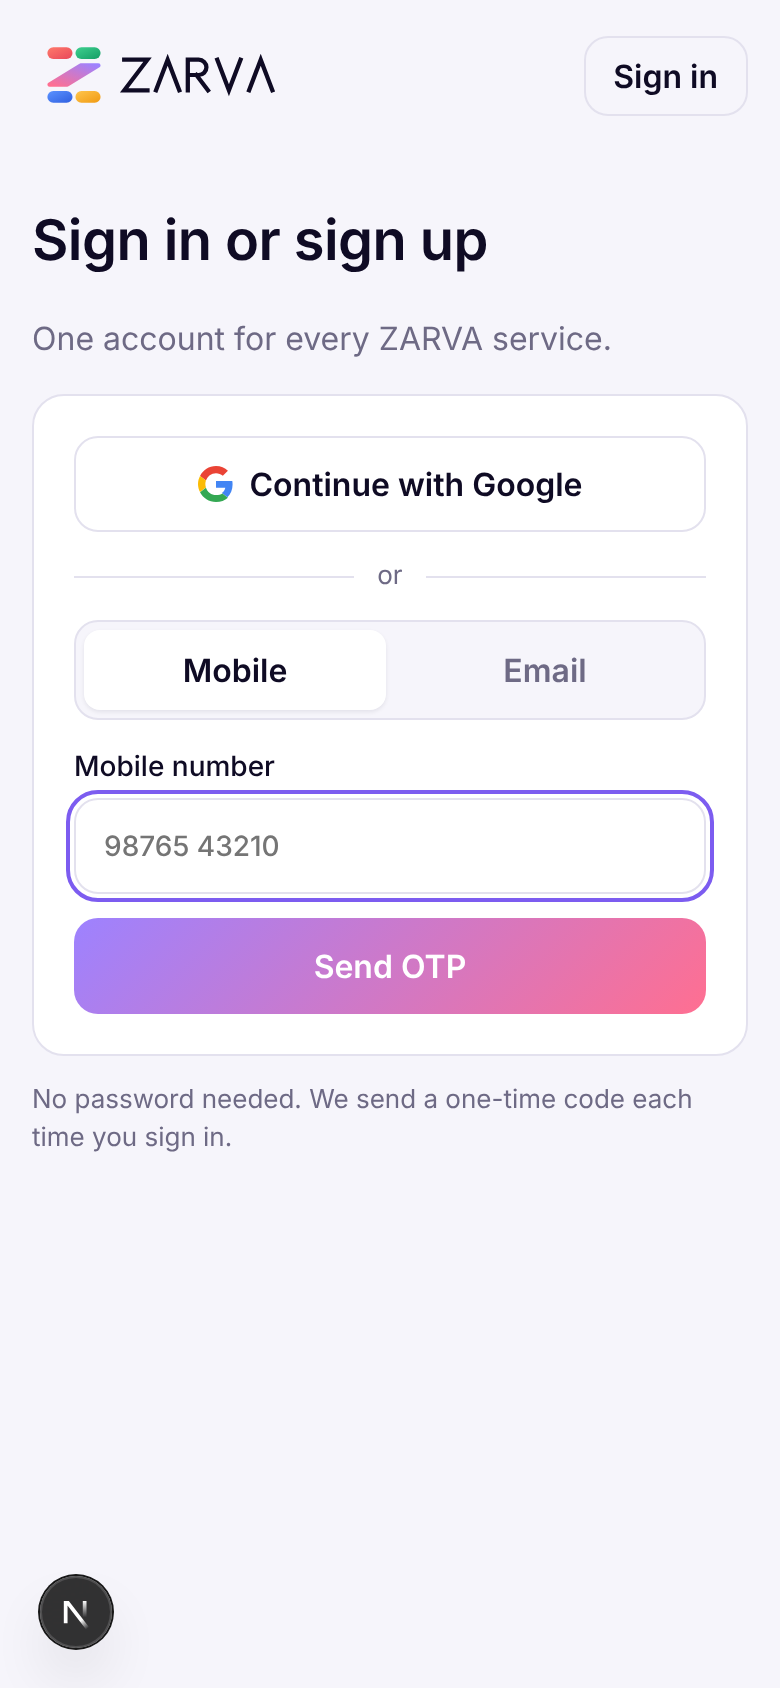 ZARVA
Sign in
Sign in or sign up
One account for every ZARVA service.
Continue with Google
or
Mobile
Email
Mobile number
98765 43210
Send OTP
No password needed. We send a one-time code each
time you sign in.
N